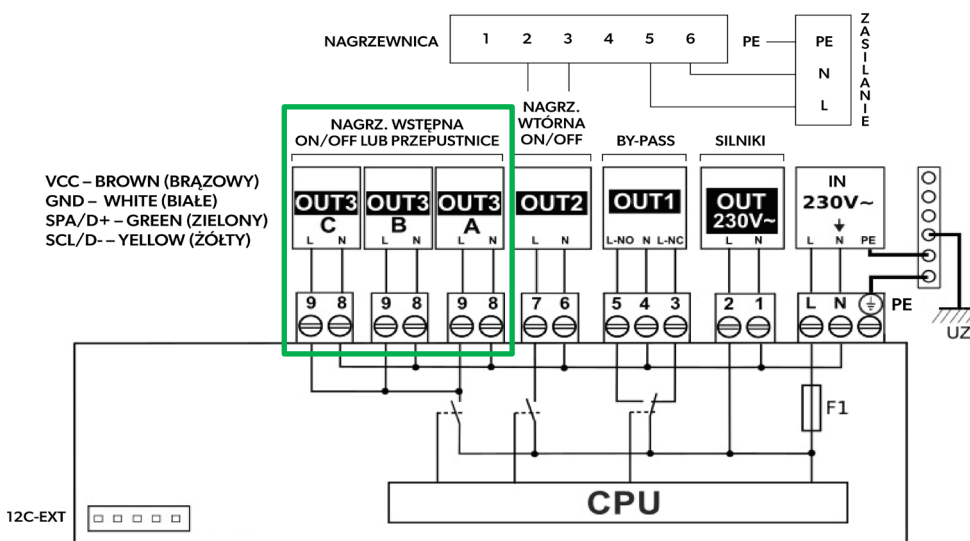 NAGRZEWNICA 1 2 3 4 5 6 PE
PE
N
L
ZASILANIE
NAGRZ. WSTĘPNA
ON/OFF LUB PRZEPUSTNICE
NAGRZ.
WTÓRNA
ON/OFF
BY-PASS
SILNIKI
VCC – BROWN (BRĄZOWY)
GND – WHITE (BIAŁE)
SPA/D+ – GREEN (ZIELONY)
SCL/D- – YELLOW (ŻÓŁTY)
OUT3
C
L N
OUT3
B
L N
OUT3
A
L N
OUT2
L N
OUT1
L-NO N L-NC
OUT
230V~
L N
IN
230V~
L N PE
9 8 9 8 9 8 7 6 5 4 3 2 1 L N PE
UZ
F1
CPU
12C-EXT